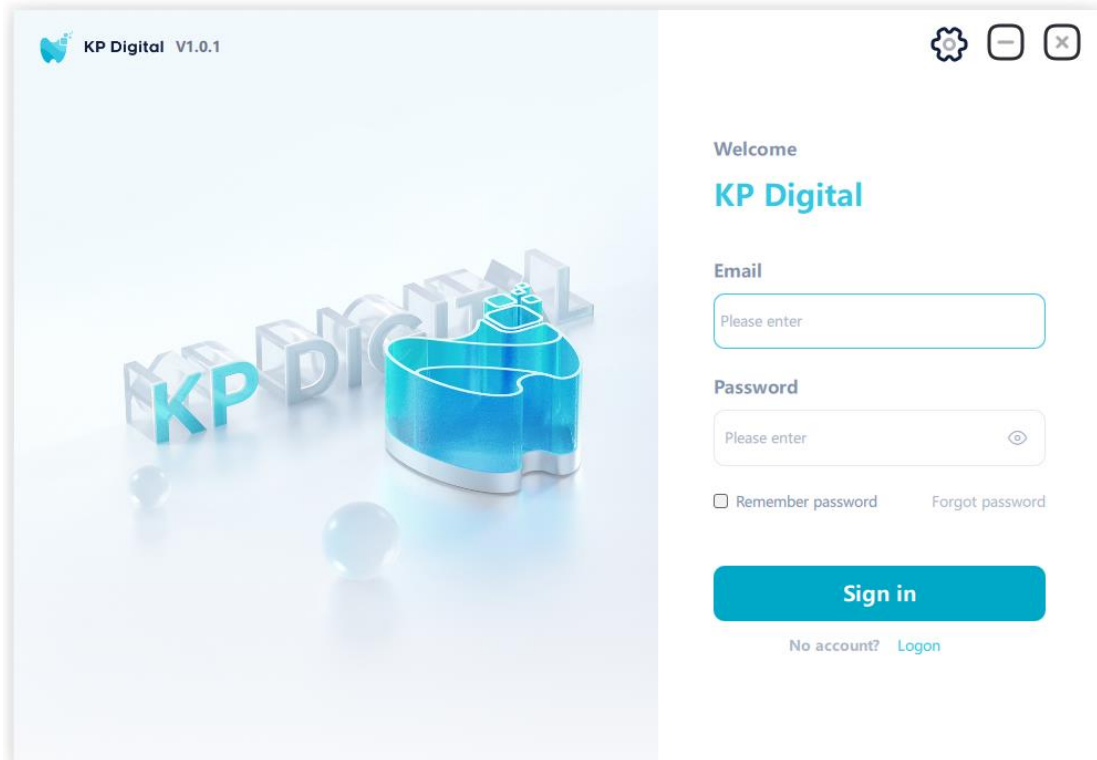 KP Digital V1.0.1
KP DIGITAL
Welcome
KP Digital
Email
Please enter
Password
Please enter
Remember password Forgot password
Sign in
No account? Logon